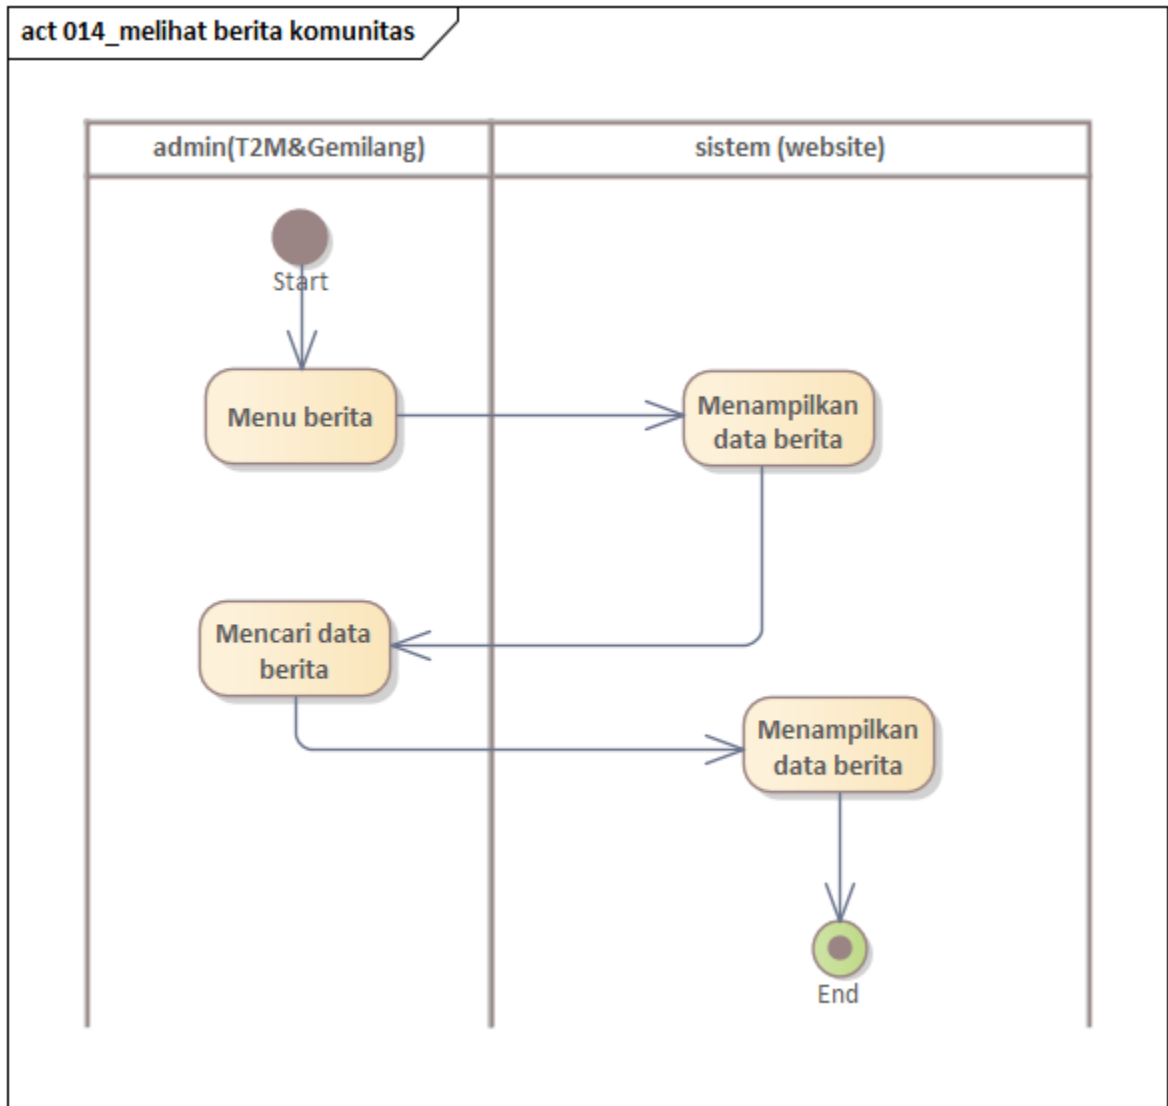 act 014_melihat berita komunitas
admin(T2M&Gemilang)
sistem (website)
Start
Menu berita
Menampilkan
data berita
Mencari data
berita
Menampilkan
data berita
End